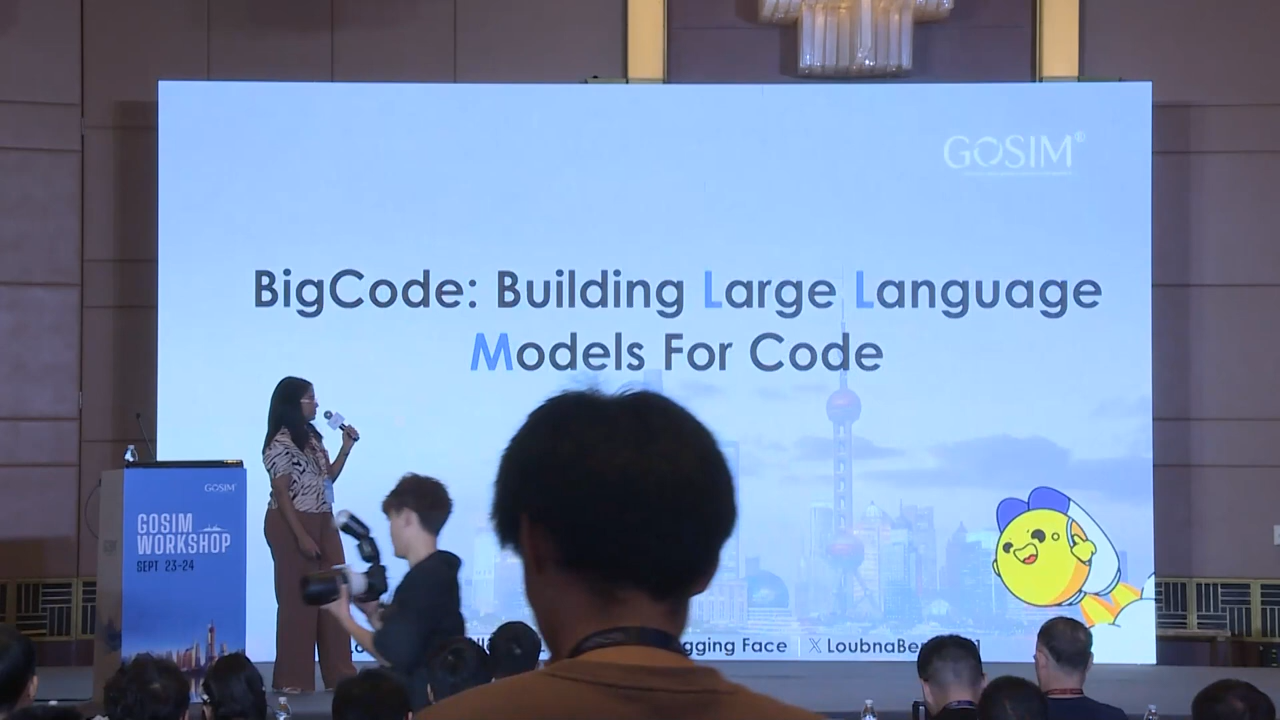 GOSIM
BigCode: Building Large Language
Models For Code
GOSIM
GOSIM
WORKSHOP
SEPT 23-24
gging Face
LoubnaBe